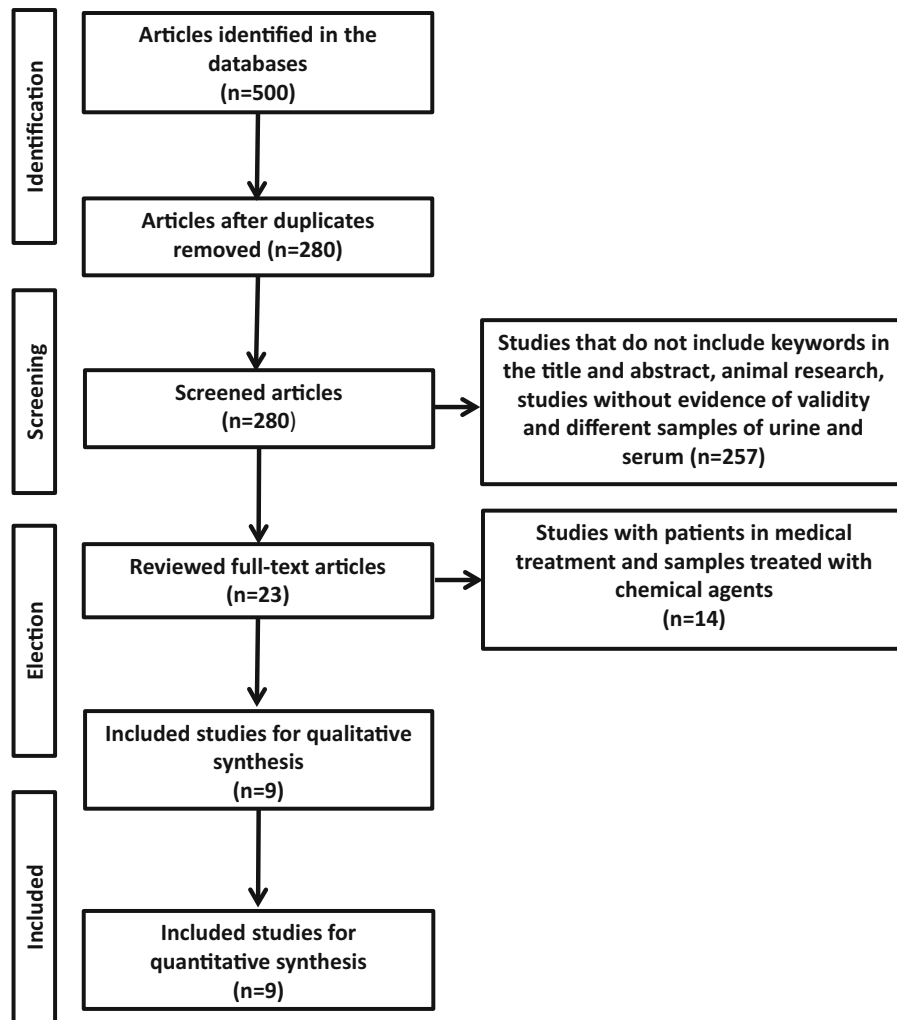 Identification
Articles identified in the
databases
(n=500)
Articles after duplicates
removed (n=280)
Screening
Screened articles
(n=280)
Studies that do not include keywords in
the title and abstract, animal research,
studies without evidence of validity
and different samples of urine and
serum (n=257)
Election
Reviewed full-text articles
(n=23)
Studies with patients in medical
treatment and samples treated with
chemical agents
(n=14)
Included studies for qualitative
synthesis
(n=9)
Included
Included studies for
quantitative synthesis
(n=9)